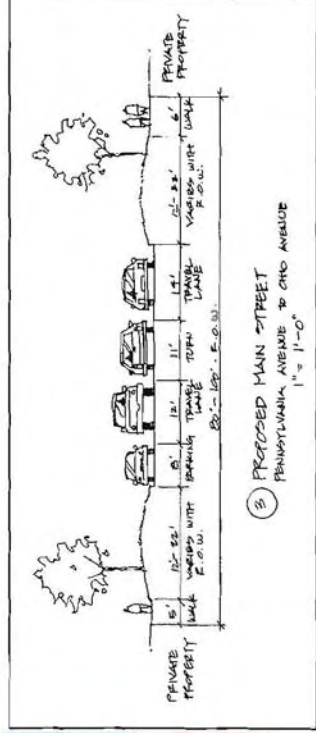 PRIVATE
PROPERTY
5'
WALK
12'-22'
VARIES WITH
R.O.W.
8'
PARKING
12'
TRAVEL
LANE
11'
TURN
14'
TRAVEL
LANE
12'-22'
VARIES WITH
R.O.W.
6'
WALK
PRIVATE
PROPERTY
80'-100' R.O.W.
3 PROPOSED MAIN STREET
PENNSYLVANIA AVENUE TO OHIO AVENUE
1" = 1'-0"